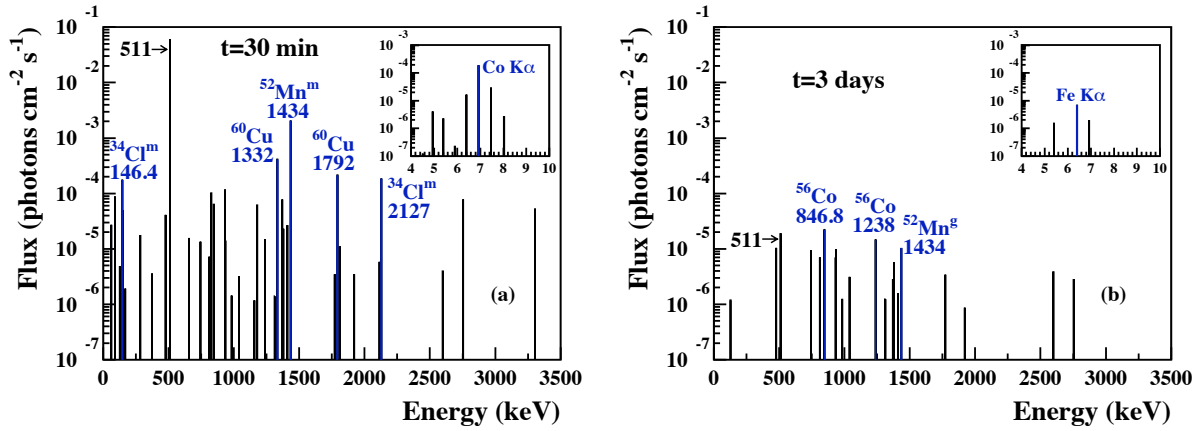 10 -1
10 -2
10 -3
10 -4
10 -5
10 -6
10 -7
Flux (photons cm-2 s-1)
511
t=30 min
34Clm
146.4
60Cu
1332
52Mnm
1434
60Cu
1792
34Clm
2127
(a)
0 500 1000 1500 2000 2500 3000 3500
Energy (keV)
10 -3
10 -4
10 -5
10 -6
10 -7
Co Kα
4 5 6 7 8 9 10
10 -1
10 -2
10 -3
10 -4
10 -5
10 -6
10 -7
Flux (photons cm-2 s-1)
t=3 days
511
56Co
846.8
56Co
1238
52Mng
1434
(b)
0 500 1000 1500 2000 2500 3000 3500
Energy (keV)
10 -3
10 -4
10 -5
10 -6
10 -7
Fe Kα
4 5 6 7 8 9 10